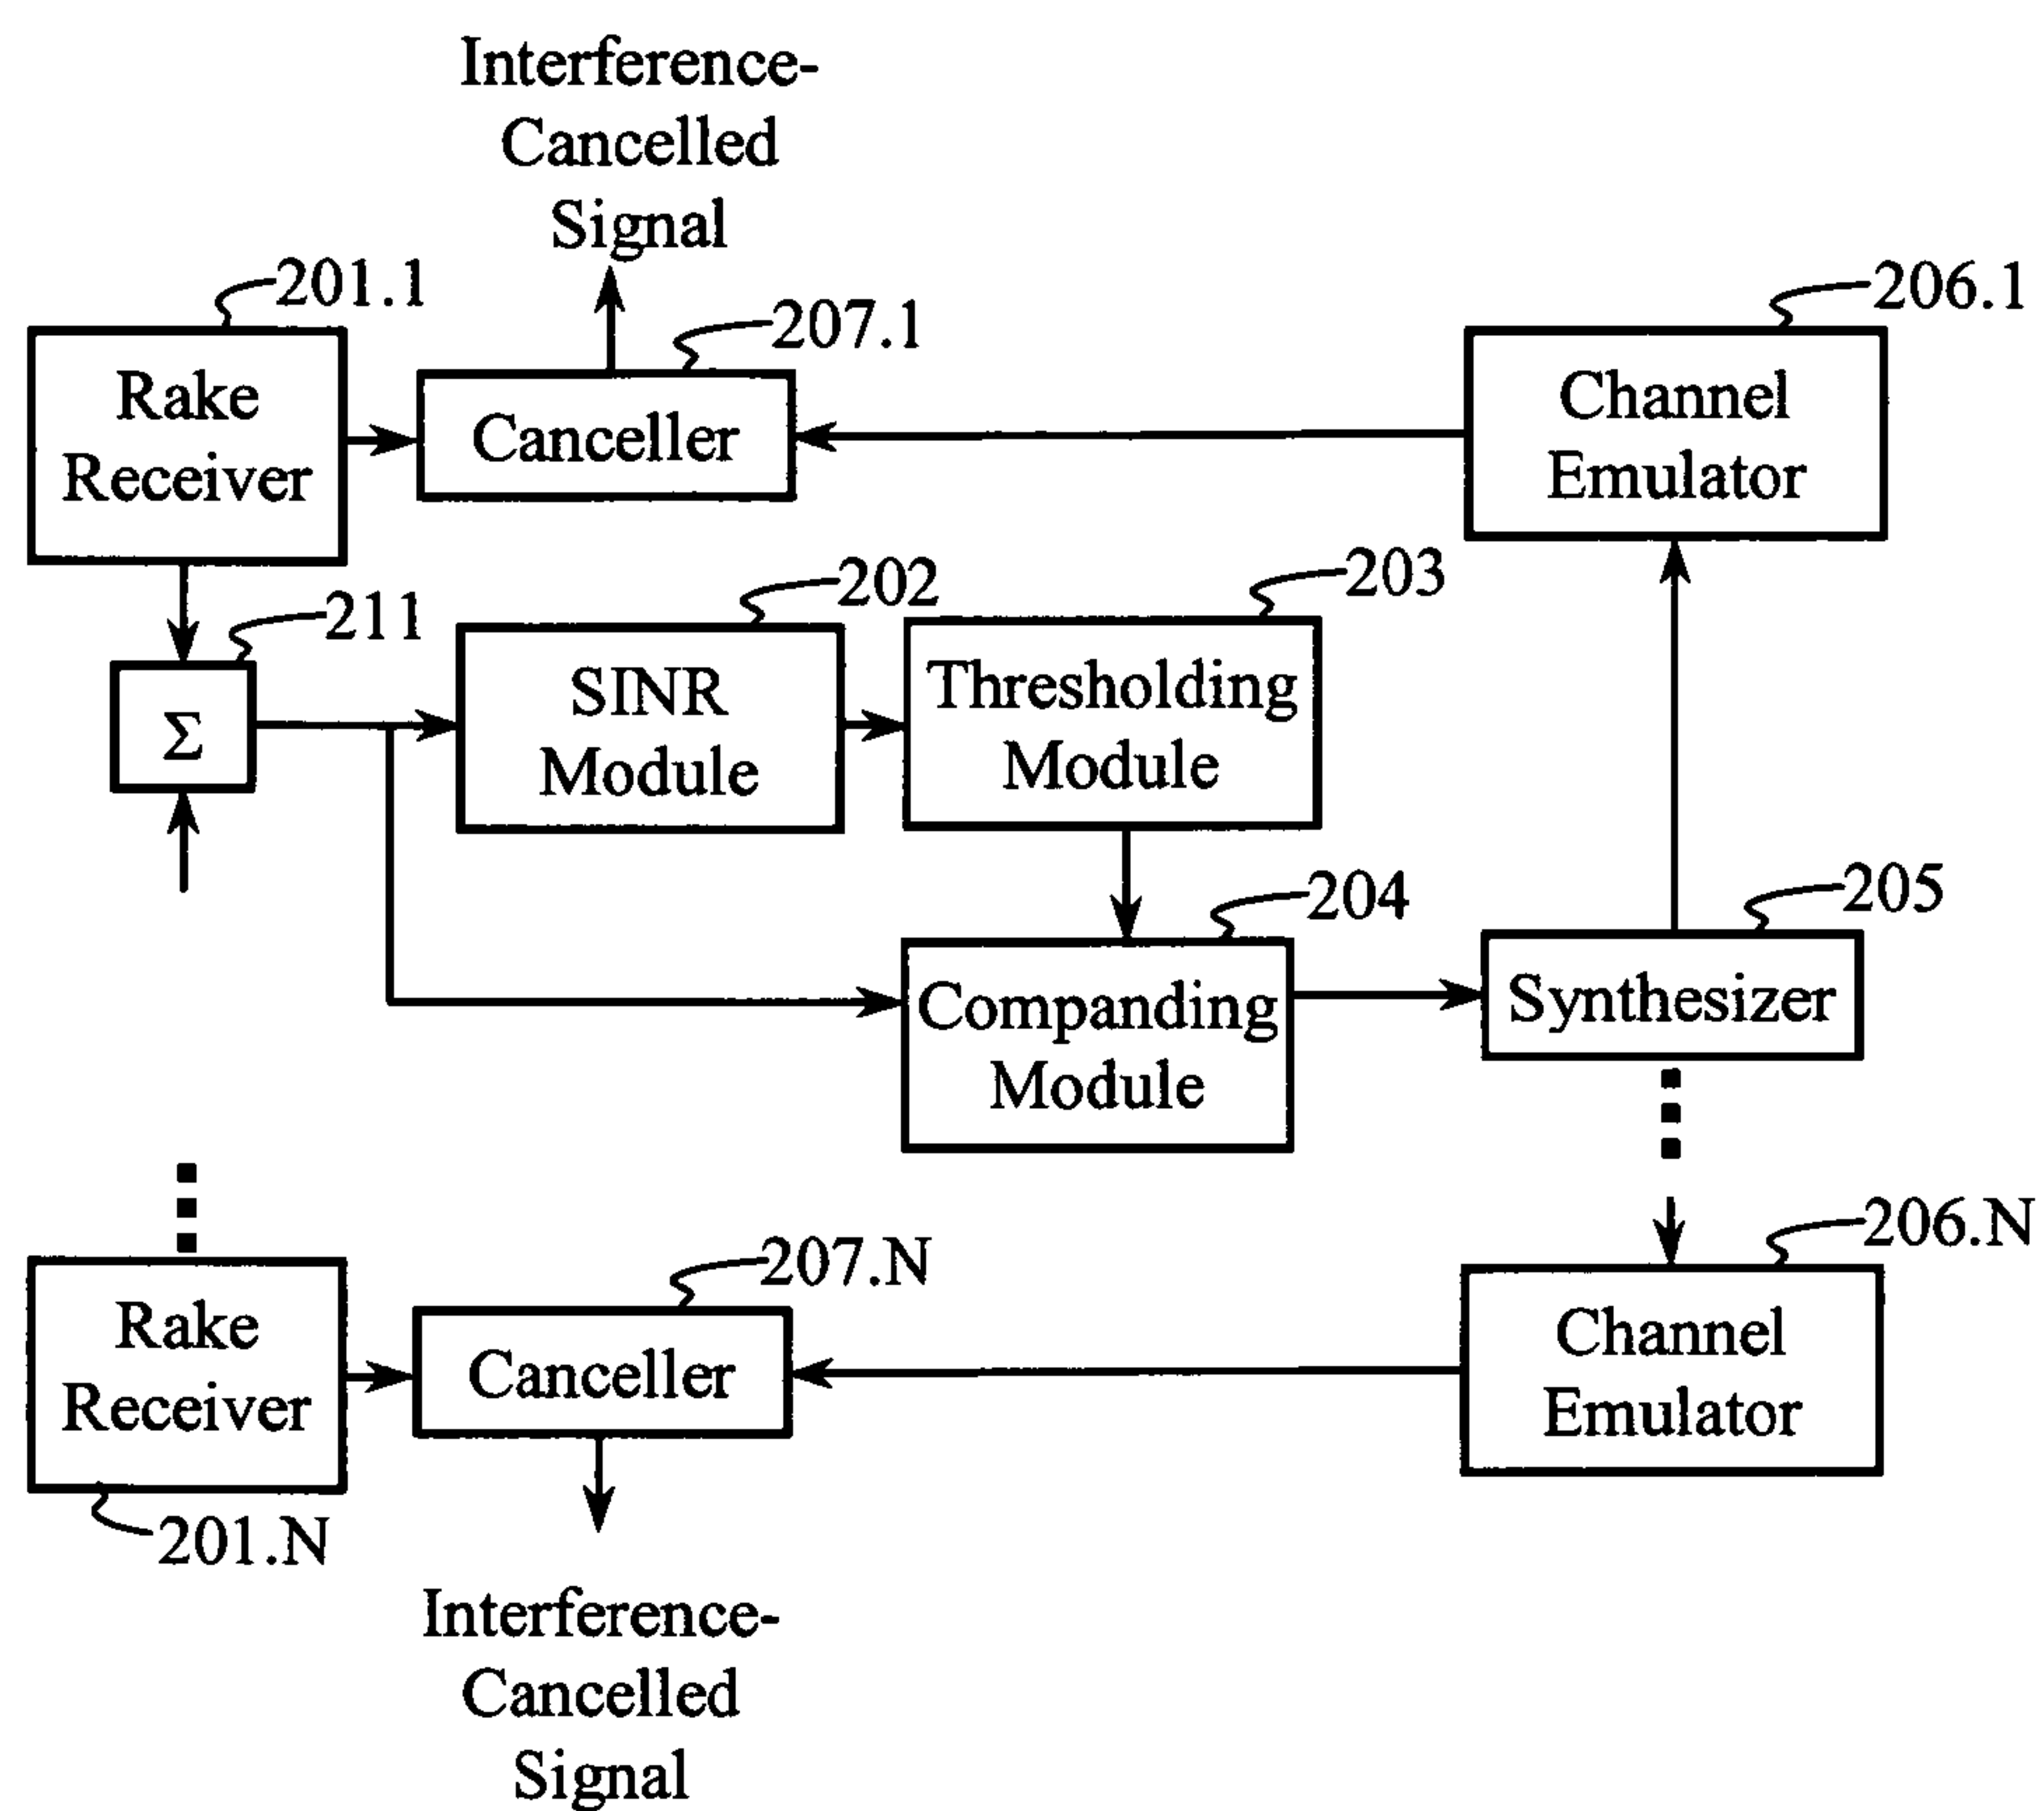 Interference-
Cancelled
Signal
201.1
207.1
206.1
Rake
Receiver
Canceller
Channel
Emulator
211
202
203
Σ
SINR
Module
Thresholding
Module
204
205
Companding
Module
Synthesizer
207.N
206.N
Rake
Receiver
Canceller
Channel
Emulator
201.N
Interference-
Cancelled
Signal